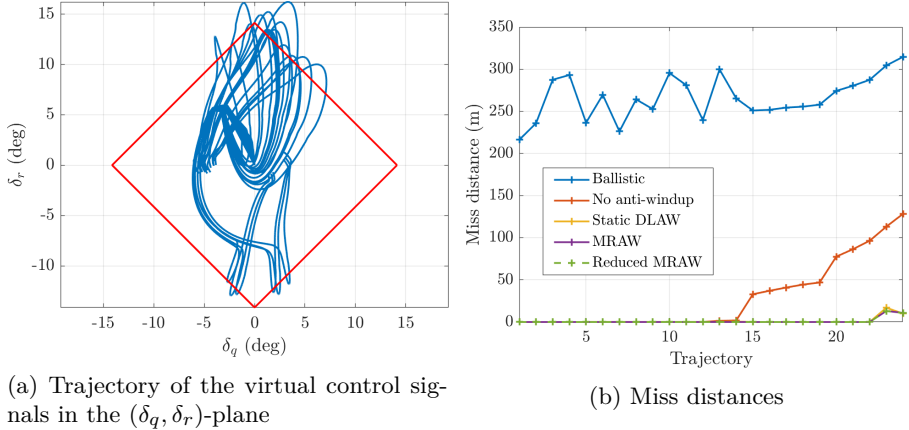 15
10
5
0
-5
-10
δr (deg)
-15
-10
-5
0
5
10
15
δq (deg)
(a) Trajectory of the virtual control sig-
nals in the (δq, δr)-plane
350
300
250
200
150
100
50
0
Miss distance (m)
Ballistic
No anti-windup
Static DLAW
MRAW
Reduced MRAW
5
10
15
20
Trajectory
(b) Miss distances